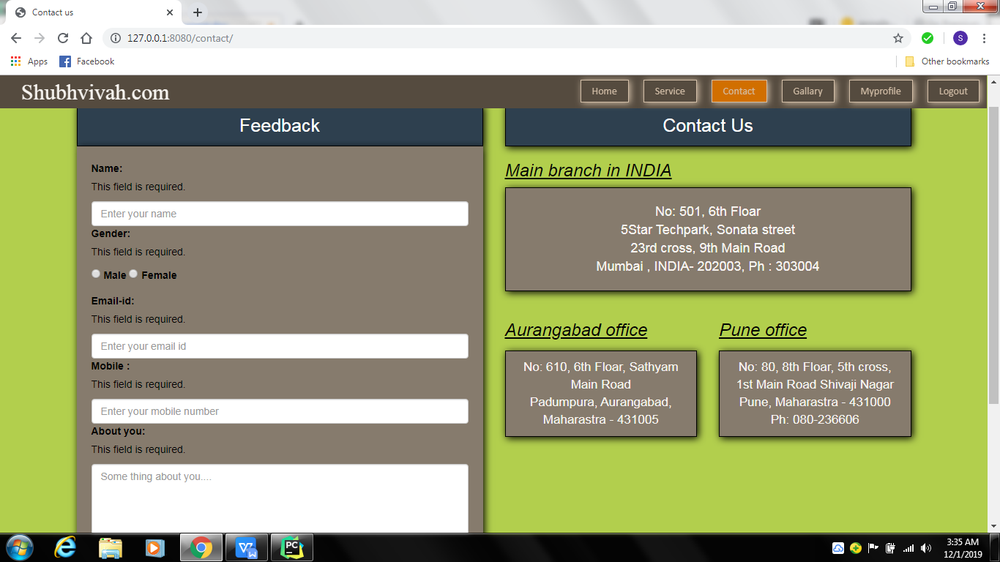 Contact us
127.0.0.1:8080/contact/
S
Apps
Facebook
Other bookmarks
Shubhvivah.com
Home
Service
Contact
Gallary
Myprofile
Logout
Feedback
Name:
This field is required.
Enter your name
Gender:
This field is required.
Male Female
Email-id:
This field is required.
Enter your email id
Mobile :
This field is required.
Enter your mobile number
About you:
This field is required.
Some thing about you....
Contact Us
Main branch in INDIA
No: 501, 6th Floar
5Star Techpark, Sonata street
23rd cross, 9th Main Road
Mumbai , INDIA- 202003, Ph : 303004
Aurangabad office
No: 610, 6th Floar, Sathyam
Main Road
Padumpura, Aurangabad,
Maharastra - 431005
Pune office
No: 80, 8th Floar, 5th cross,
1st Main Road Shivaji Nagar
Pune, Maharastra - 431000
Ph: 080-236606
PC
3:35 AM
12/1/2019